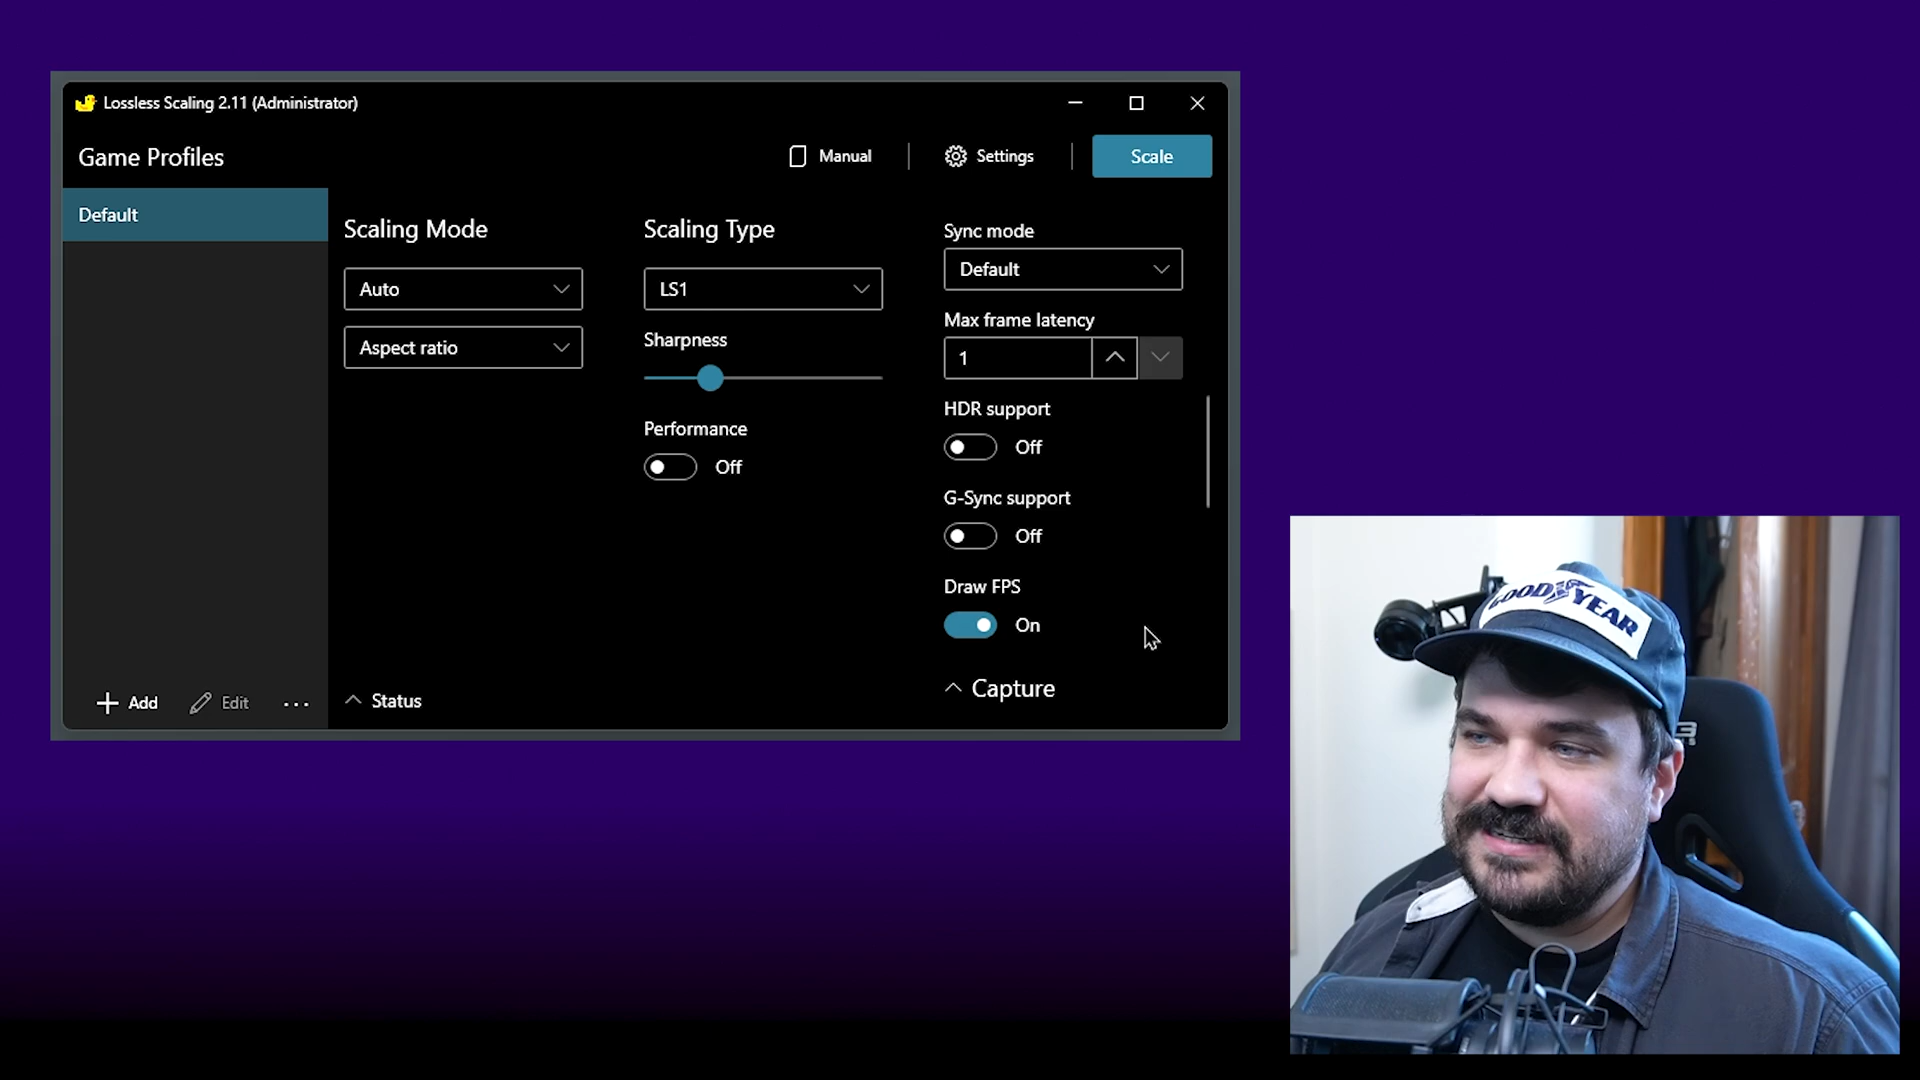 Lossless Scaling 2.11 (Administrator)
Game Profiles
Manual
Settings
Scale
Default
Scaling Mode
Auto
Aspect ratio
Scaling Type
LS1
Sharpness
Performance
Off
Sync mode
Default
Max frame latency
1
HDR support
Off
G-Sync support
Off
Draw FPS
On
Capture
Add
Edit
...
Status
GOODYEAR